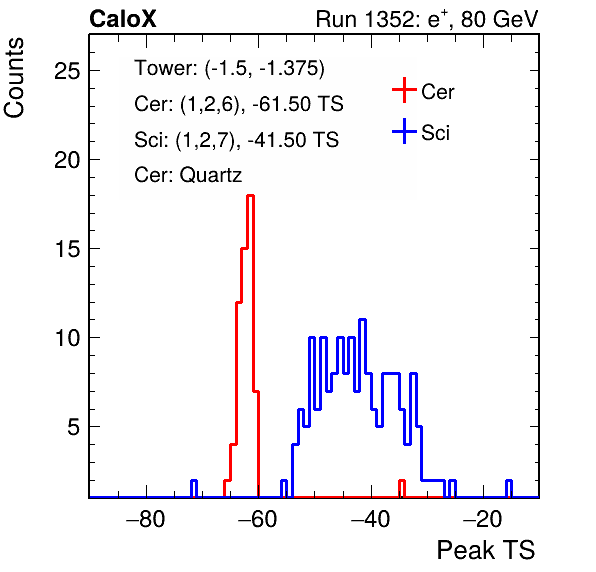 CaloX Run 1352: e⁺, 80 GeV
Counts
Tower: (-1.5, -1.375)
Cer: (1,2,6), -61.50 TS
Sci: (1,2,7), -41.50 TS
Cer: Quartz
Cer
Sci
25
20
15
10
5
−80 −60 −40 −20
Peak TS